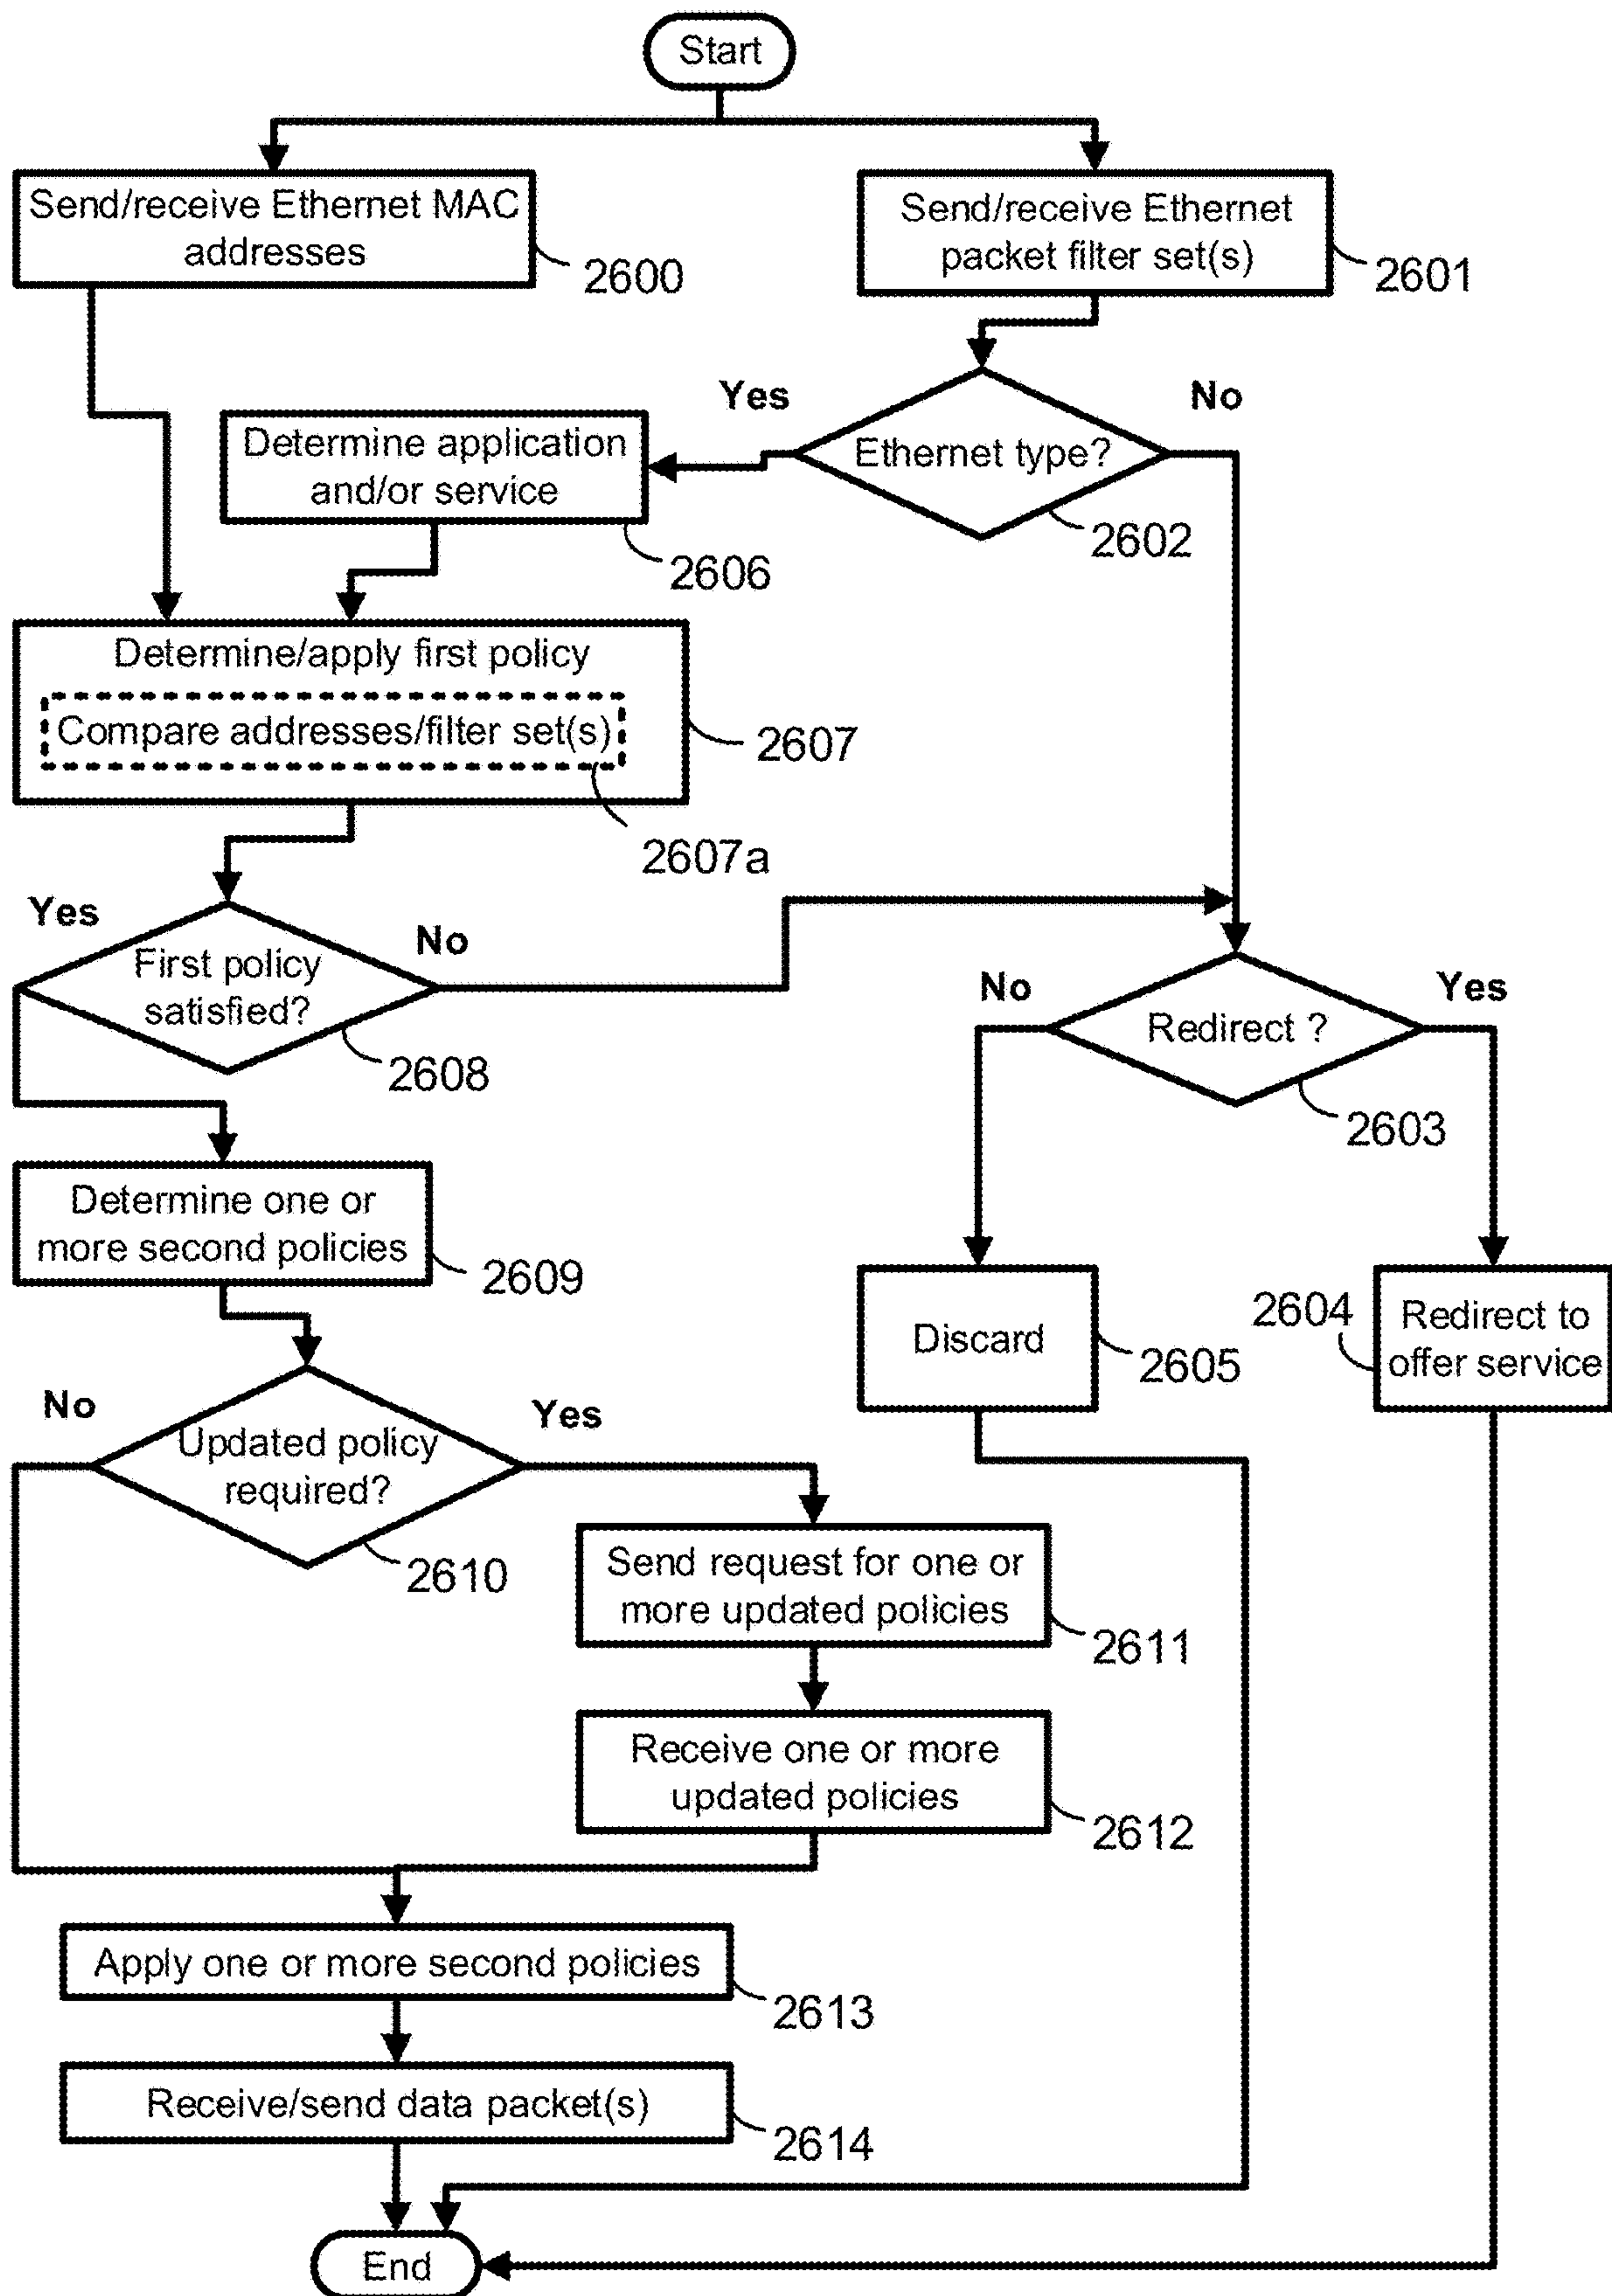 Start
Send/receive Ethernet MAC
addresses
2600
Send/receive Ethernet
packet filter set(s)
2601
Yes
No
Ethernet type?
2602
Determine application
and/or service
2606
Determine/apply first policy
Compare addresses/filter set(s)
2607
2607a
Yes
No
First policy
satisfied?
2608
No
Yes
Redirect ?
2603
Determine one or
more second policies
2609
Discard
2605
2604
Redirect to
offer service
No
Yes
Updated policy
required?
2610
Send request for one or
more updated policies
2611
Receive one or more
updated policies
2612
Apply one or more second policies
2613
Receive/send data packet(s)
2614
End